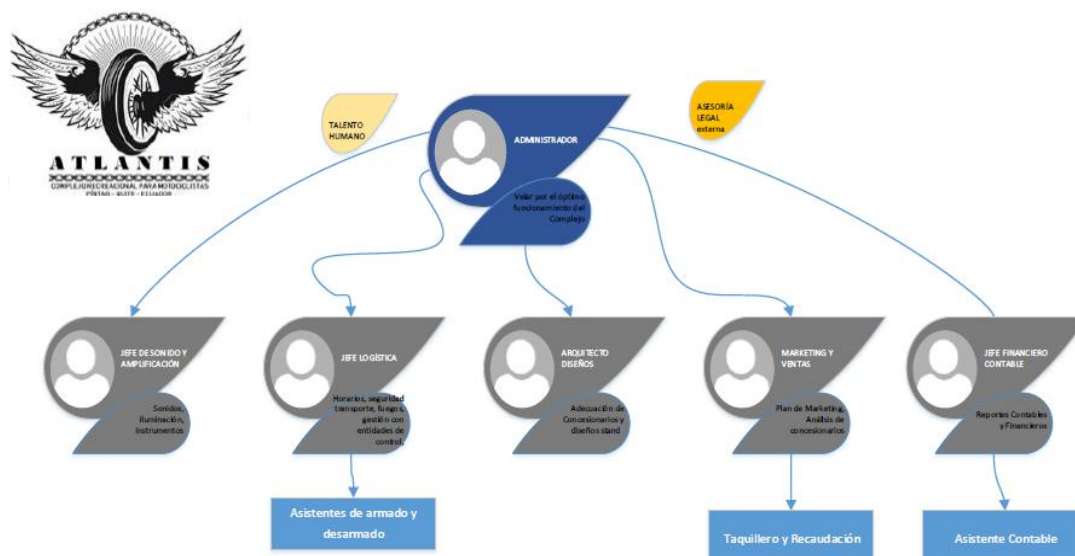 ATLANTIS
COMPLEJO RECREACIONAL PARA MOTOCICLISTAS
PÍNTAG - QUITO - ECUADOR
TALENTO
HUMANO
ADMINISTRADOR
ASESORÍA
LEGAL
externa
Velar por el óptimo
funcionamiento del
Complejo
JEFE DE SONIDO Y
AMPLIFICACIÓN
Sonidos,
Iluminación,
Instrumentos
JEFE LOGÍSTICA
Horarios, seguridad
transporte, fuegos,
gestión con
entidades de
control,
ARQUITECTO
DISEÑOS
Adecuación de
Concesionarios y
diseños stand
MARKETING Y
VENTAS
Plan de Marketing,
Análisis de
concesionarios
JEFE FINANCIERO
CONTABLE
Reportes Contables
y Financieros
Asistentes de armado y
desarmado
Taquillero y Recaudación
Asistente Contable